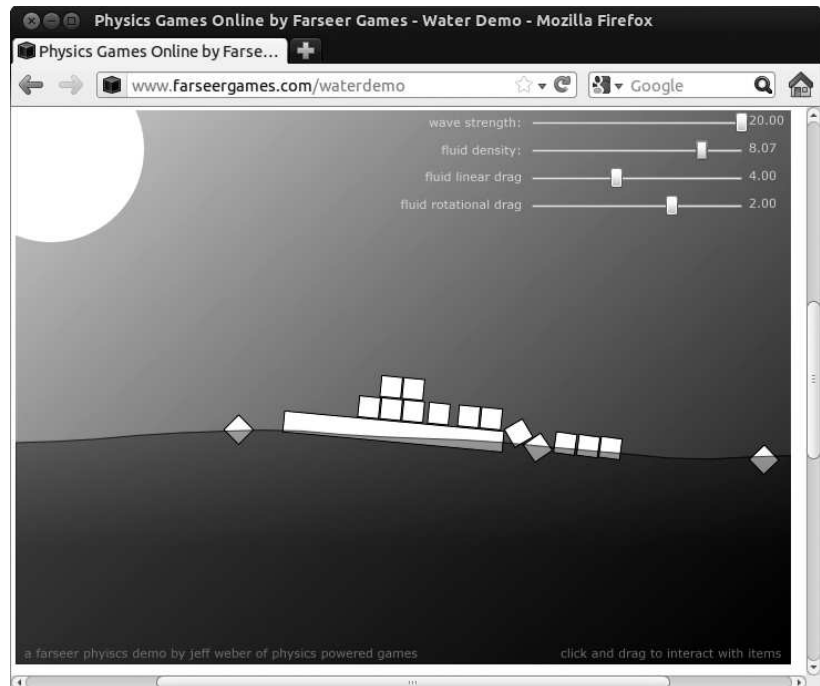 Physics Games Online by Farseer Games - Water Demo - Mozilla Firefox
Physics Games Online by Farse...
www.farseergames.com/waterdemo
Google
wave strength: 20.00
fluid density: 8.07
fluid linear drag 4.00
fluid rotational drag 2.00
a farseer phyiscs demo by jeff weber of physics powered games
click and drag to interact with items